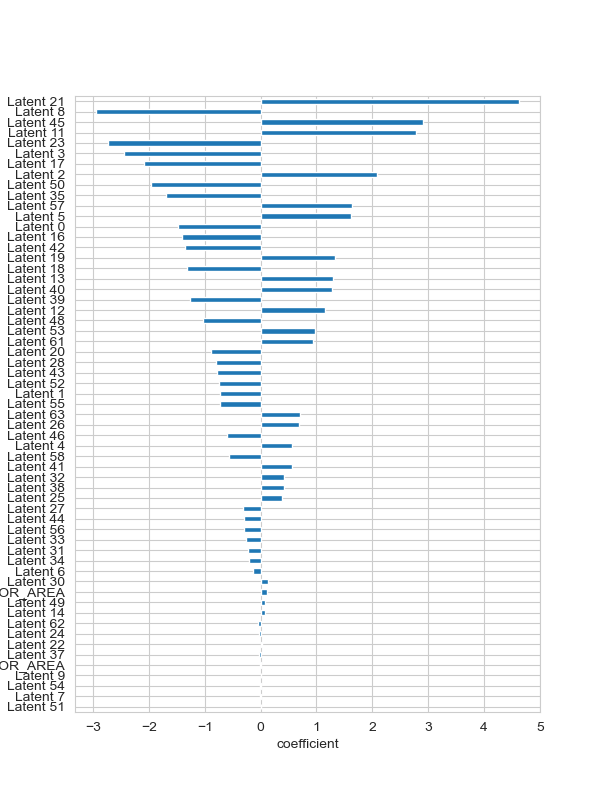 Latent 21
Latent 8
Latent 45
Latent 11
Latent 23
Latent 3
Latent 17
Latent 2
Latent 50
Latent 35
Latent 57
Latent 5
Latent 0
Latent 16
Latent 42
Latent 19
Latent 18
Latent 13
Latent 40
Latent 39
Latent 12
Latent 48
Latent 53
Latent 61
Latent 20
Latent 28
Latent 43
Latent 52
Latent 1
Latent 55
Latent 63
Latent 26
Latent 46
Latent 4
Latent 58
Latent 41
Latent 32
Latent 38
Latent 25
Latent 27
Latent 44
Latent 56
Latent 33
Latent 31
Latent 34
Latent 6
Latent 30
OR_AREA
Latent 49
Latent 14
Latent 62
Latent 24
Latent 22
Latent 37
OR_AREA
Latent 9
Latent 54
Latent 7
Latent 51
−3 −2 −1 0 1 2 3 4 5
coefficient